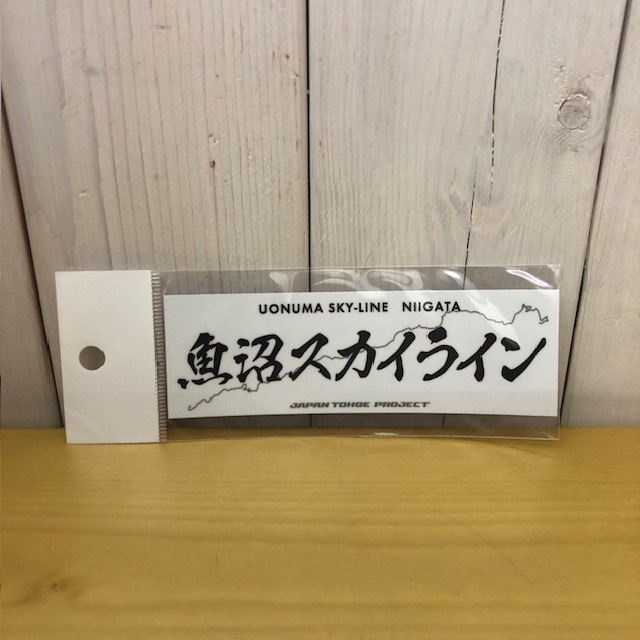 UONUMA SKY-LINE NIIGATA
魚沼スカイライン
JAPAN TOHGE PROJECT